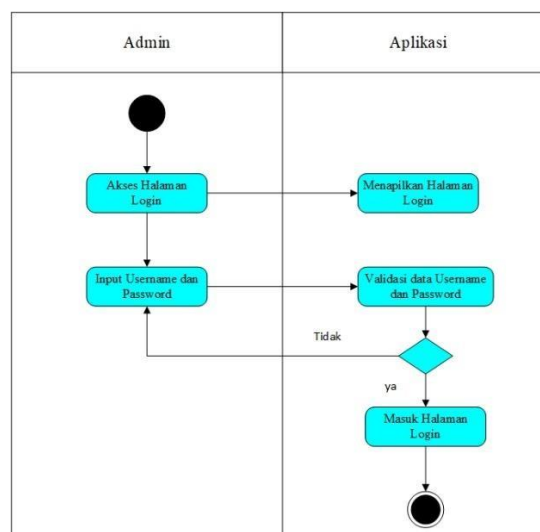 Admin
Aplikasi
Akses Halaman
Login
Menapilkan Halaman
Login
Input Username dan
Password
Validasi data Username
dan Password
Tidak
ya
Masuk Halaman
Login